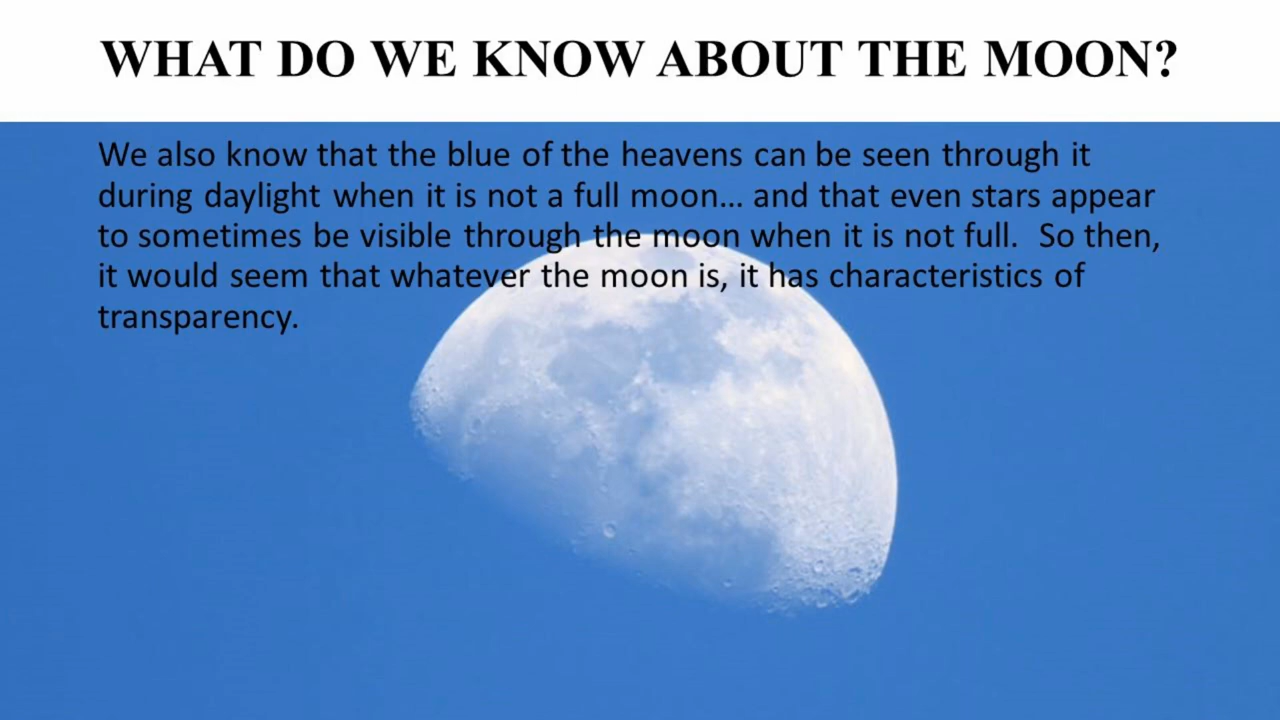 WHAT DO WE KNOW ABOUT THE MOON?
We also know that the blue of the heavens can be seen through it
during daylight when it is not a full moon… and that even stars appear
to sometimes be visible through the moon when it is not full.  So then,
it would seem that whatever the moon is, it has characteristics of
transparency.